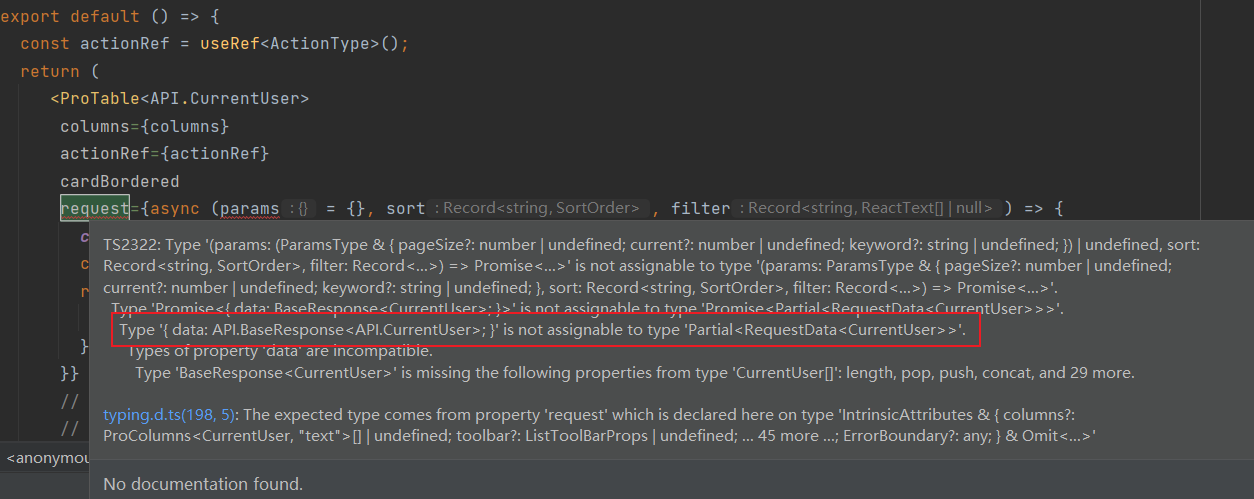 export default () => {
const actionRef = useRef<ActionType>();
return (
<ProTable<API.CurrentUser>
columns={columns}
actionRef={actionRef}
cardBordered
request={async (params : {} = {}, sort : Record<string, SortOrder> , filter : Record<string, ReactText[] | null> ) => {
c
c
r
}
}}
//
//
<anonymou
TS2322: Type '(params: (ParamsType & { pageSize?: number | undefined; current?: number | undefined; keyword?: string | undefined; }) | undefined, sort:
Record<string, SortOrder>, filter: Record<...>) => Promise<...>' is not assignable to type '(params: ParamsType & { pageSize?: number | undefined;
current?: number | undefined; keyword?: string | undefined; }, sort: Record<string, SortOrder>, filter: Record<...>) => Promise<...>'.
Type 'Promise<{ data: BaseResponse<CurrentUser>; }>' is not assignable to type 'Promise<Partial<RequestData<CurrentUser>>>'.
Type '{ data: API.BaseResponse<API.CurrentUser>; }' is not assignable to type 'Partial<RequestData<CurrentUser>>'.
Types of property 'data' are incompatible.
Type 'BaseResponse<CurrentUser>' is missing the following properties from type 'CurrentUser[]': length, pop, push, concat, and 29 more.
typing.d.ts(198, 5): The expected type comes from property 'request' which is declared here on type 'IntrinsicAttributes & { columns?:
ProColumns<CurrentUser, "text">[] | undefined; toolbar?: ListToolBarProps | undefined; ... 45 more ...; ErrorBoundary?: any; } & Omit<...>'
No documentation found.